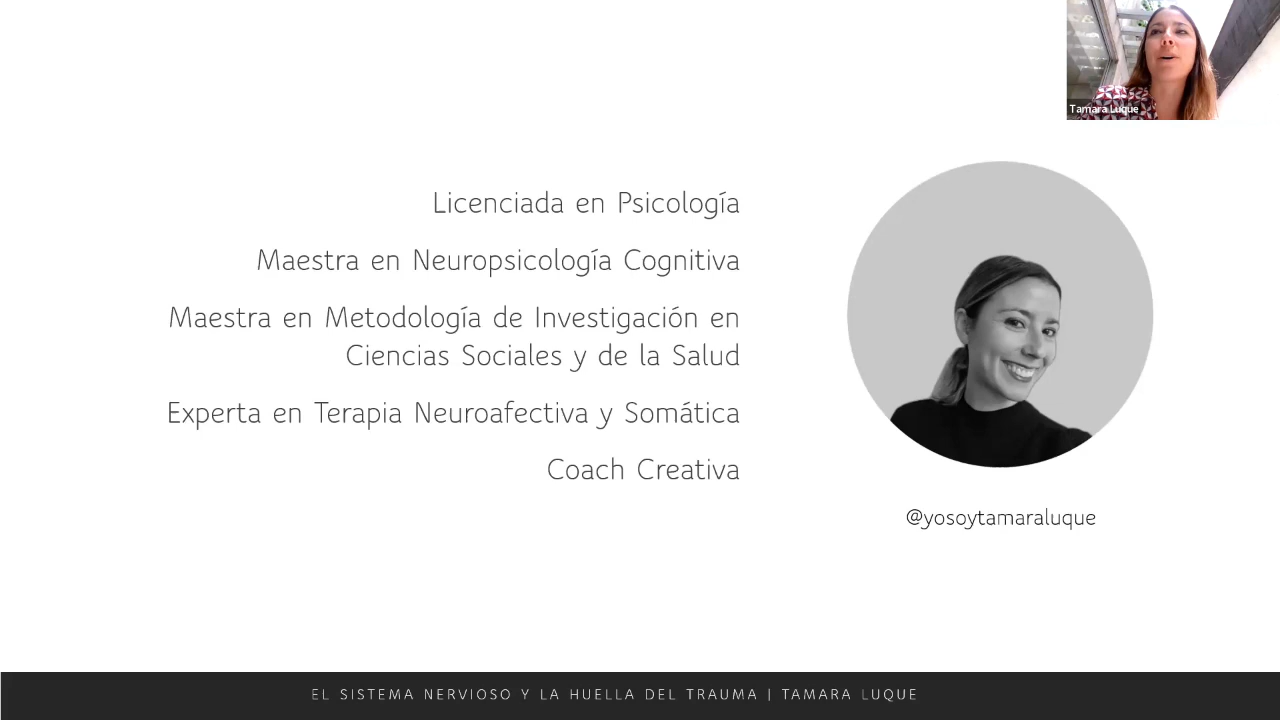 Tamara Luque
Licenciada en Psicología
Maestra en Neuropsicología Cognitiva
Maestra en Metodología de Investigación en
Ciencias Sociales y de la Salud
Experta en Terapia Neuroafectiva y Somática
Coach Creativa
@yosoytamaraluque
EL SISTEMA NERVIOSO Y LA HUELLA DEL TRAUMA | TAMARA LUQUE